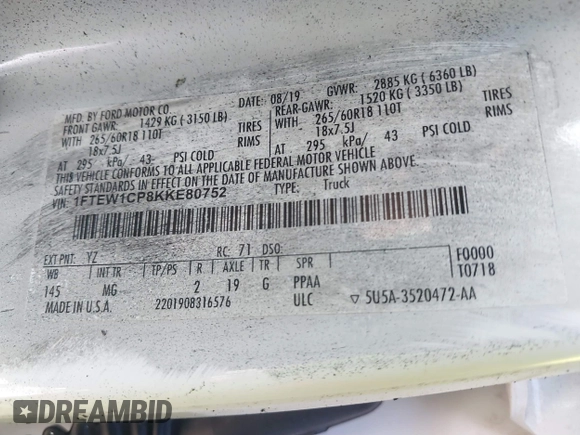 MFD. BY FORD MOTOR CO.
08/19 GVWR: 2885 KG ( 6360 LB)
FRONT GAWR: 1429 KG ( 3150 LB) REAR-GAWR: 1520 KG ( 3350 LB)
WITH 265/60R18 110T TIRES WITH 265/60R18 110T TIRES
18x7.5J RIMS 18x7.5J RIMS
AT 295 kPa/ 43 PSI COLD AT 295 kPa/ 43 PSI COLD
THIS VEHICLE CONFORMS TO ALL APPLICABLE FEDERAL MOTOR VEHICLE
SAFETY STANDARDS IN EFFECT ON THE DATE OF MANUFACTURE SHOWN ABOVE.
VIN: 1FTEW1CP8KKE80752 TYPE: Truck
EXT PNT: YZ RC: 71 DSO:
WB INT TR TP/PS R AXLE TR SPR F0000
145 MG 2 19 G PPAA T0718
MADE IN U.S.A. 2201908316576 ULC ▽ 5U5A-3520472-AA
DREAMBID